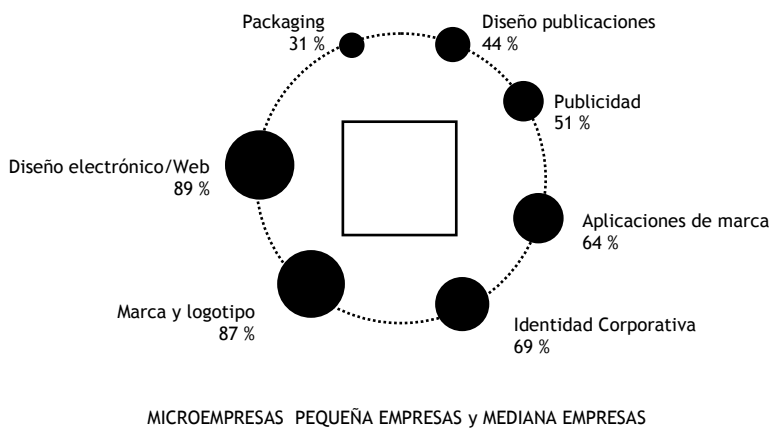 Packaging
31 %
Diseño publicaciones
44 %
Publicidad
51 %
Diseño electrónico/Web
89 %
Aplicaciones de marca
64 %
Marca y logotipo
87 %
Identidad Corporativa
69 %
MICROEMPRESAS PEQUEÑA EMPRESAS y MEDIANA EMPRESAS